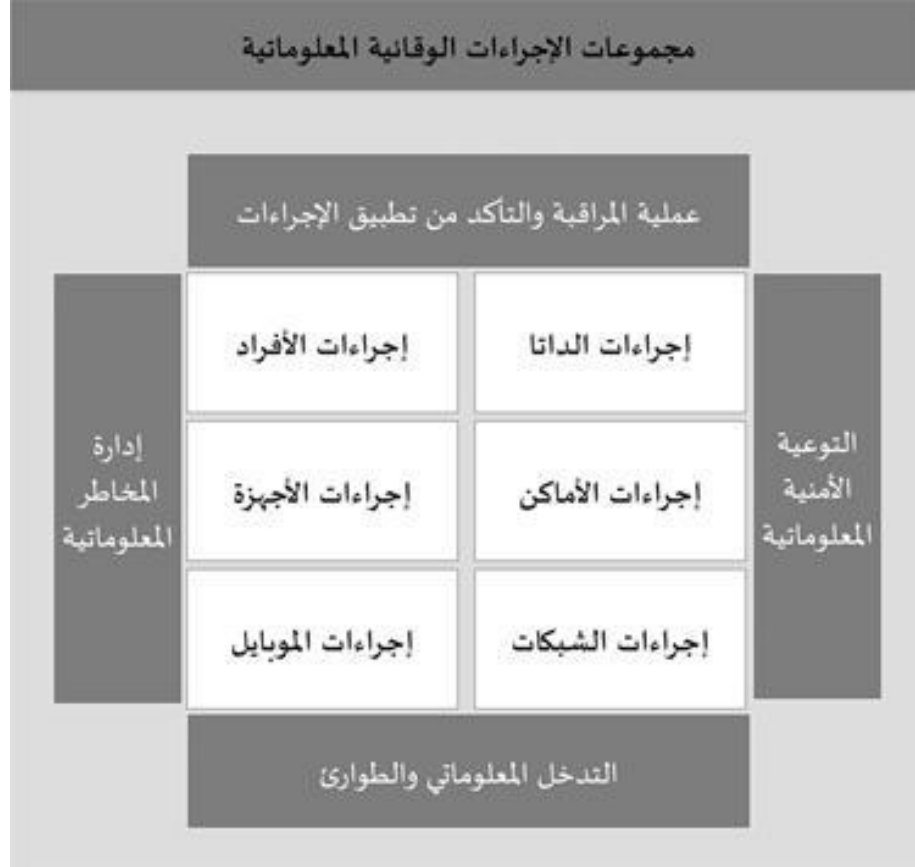 مجموعات الإجراءات الوقائية المعلوماتية
عملية المراقبة والتأكد من تطبيق الإجراءات
إجراءات الداتا
إجراءات الأفراد
التوعية
الأمنية
المعلوماتية
إجراءات الأماكن
إجراءات الأجهزة
إدارة
المخاطر
المعلوماتية
إجراءات الشبكات
إجراءات الموبايل
التدخل المعلوماتي والطوارئ